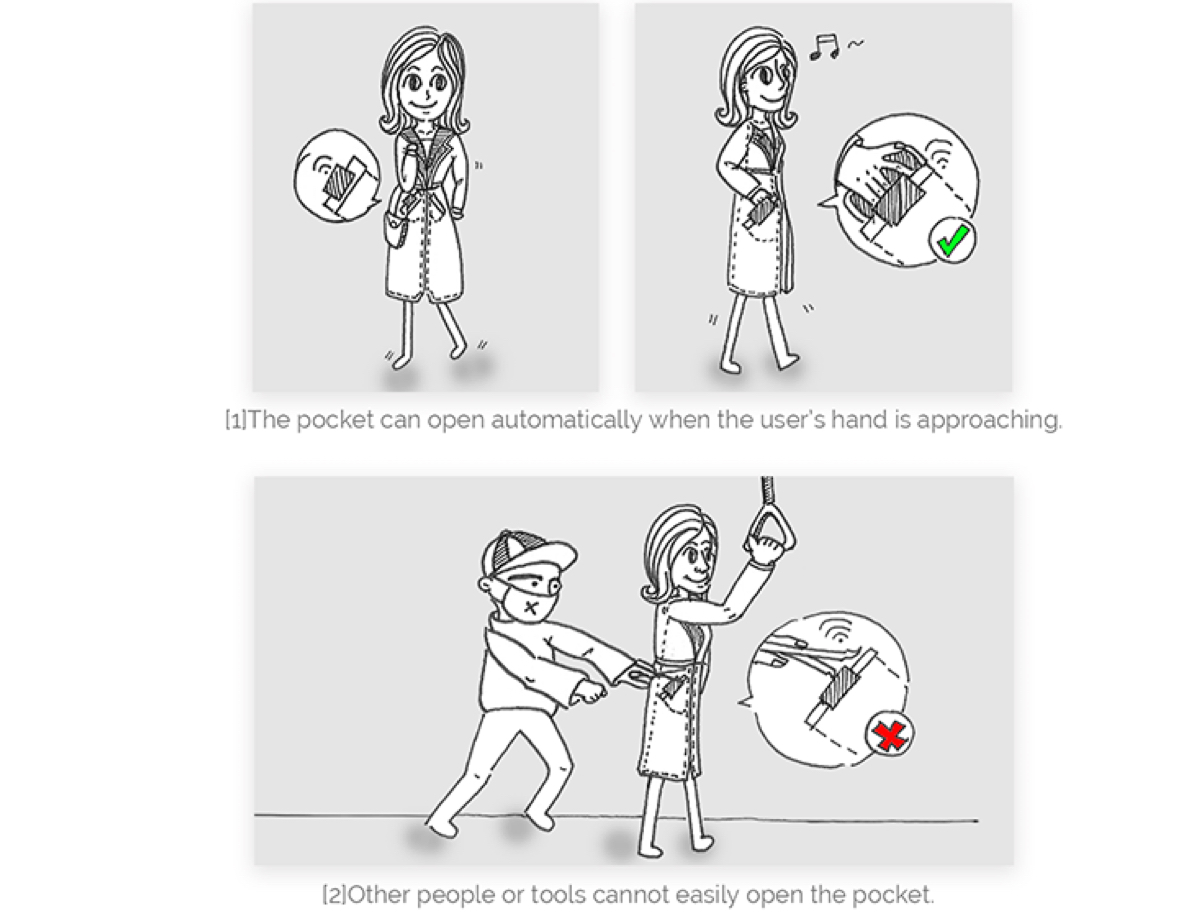 [1]The pocket can open automatically when the user's hand is approaching.
[2]Other people or tools cannot easily open the pocket.